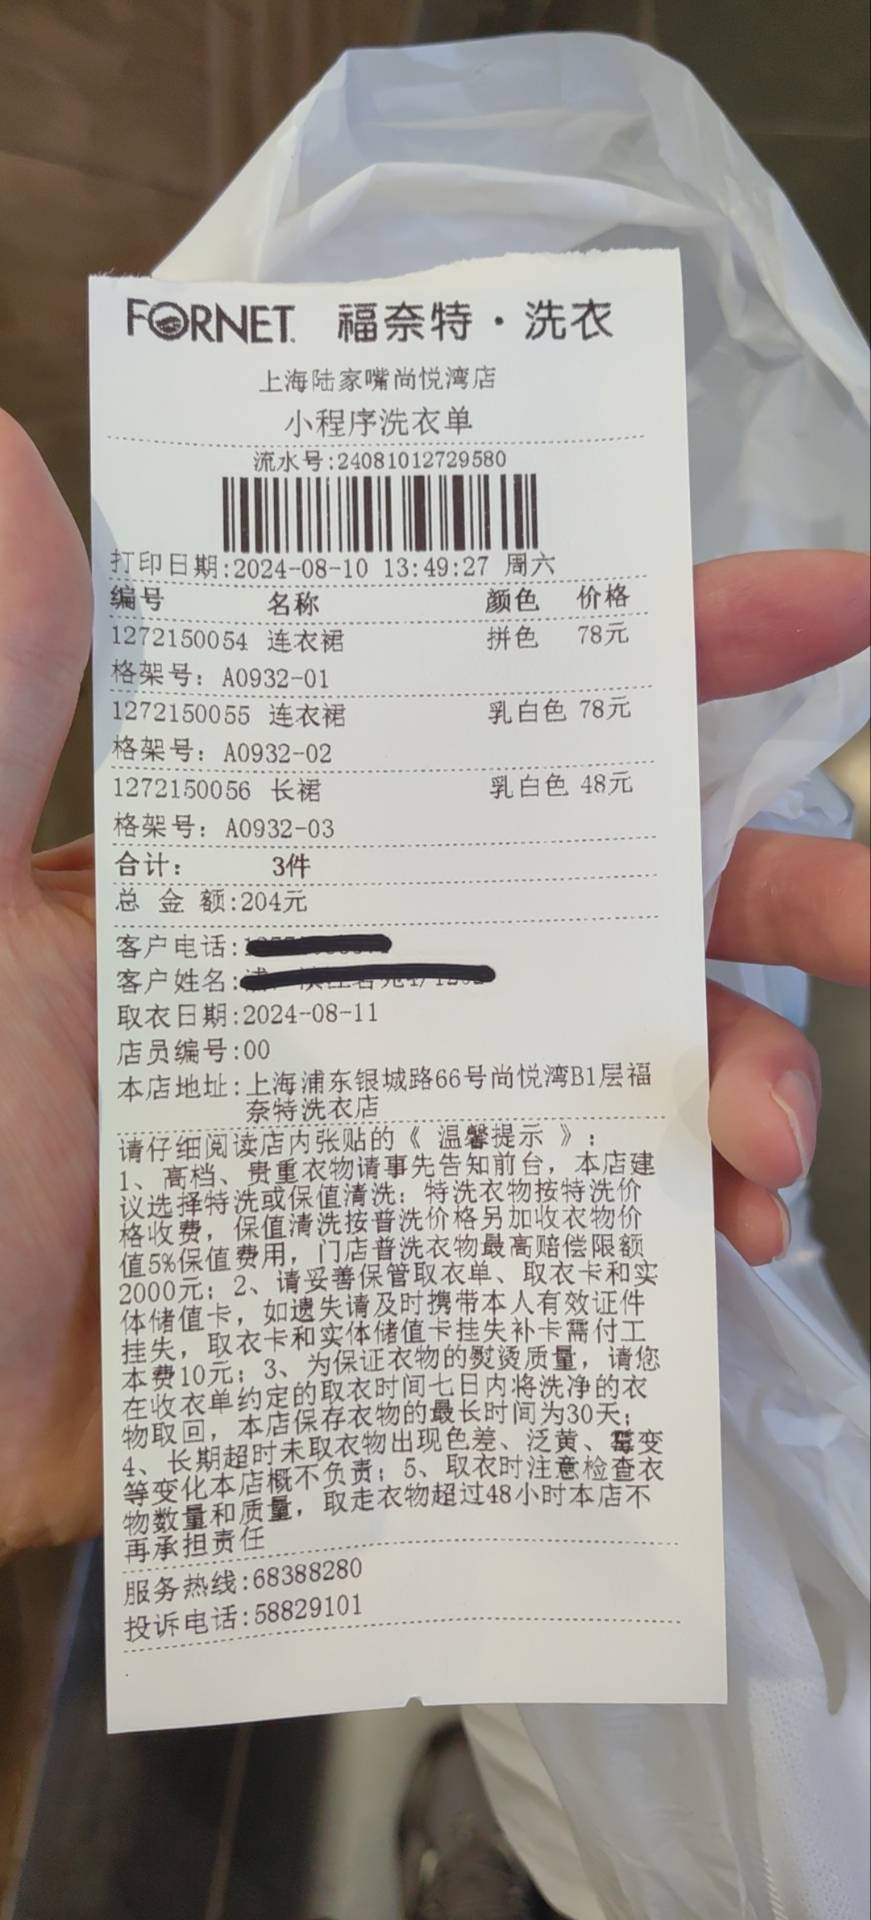 FORNET. 福奈特·洗衣
上海陆家嘴尚悦湾店
小程序洗衣单
流水号:24081012729580
打印日期:2024-08-10 13:49:27 周六
编号 名称 颜色 价格
1272150054 连衣裙 拼色 78元
格架号: A0932-01
1272150055 连衣裙 乳白色 78元
格架号: A0932-02
1272150056 长裙 乳白色 48元
格架号: A0932-03
合计: 3件
总 金 额:204元
客户电话:
客户姓名:
取衣日期:2024-08-11
店员编号:00
本店地址:上海浦东银城路66号尚悦湾B1层福
奈特洗衣店
请仔细阅读店内张贴的《 温馨提示 》:
1、高档、贵重衣物请事先告知前台，本店建
议选择特洗或保值清洗; 特洗衣物按特洗价
格收费，保值清洗按普洗价格另加收衣物价
值5%保值费用，门店普洗衣物最高赔偿限额
2000元; 2、请妥善保管取衣单、取衣卡和实
体储值卡，如遗失请及时携带本人有效证件
挂失，取衣卡和实体储值卡挂失补卡需付工
本费10元; 3、为保证衣物的熨烫质量，请您
在收衣单约定的取衣时间七日内将洗净的衣
物取回，本店保存衣物的最长时间为30天;
4、长期超时未取衣物出现色差、泛黄、霉变
等变化本店概不负责; 5、取衣时注意检查衣
物数量和质量，取走衣物超过48小时本店不
再承担责任
服务热线:68388280
投诉电话:58829101